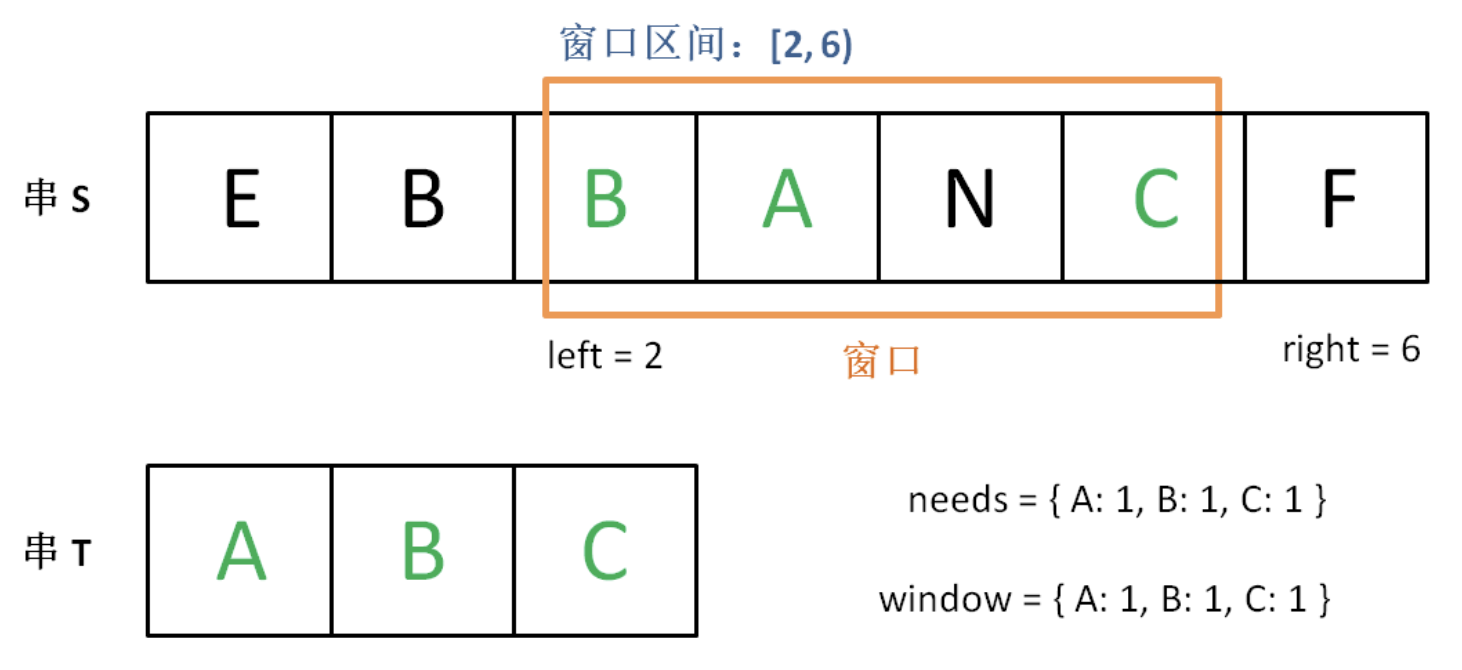 窗口区间：[2, 6)
串 S E B B A N C F
left = 2 窗口 right = 6
串 T A B C
needs = { A: 1, B: 1, C: 1 }
window = { A: 1, B: 1, C: 1 }